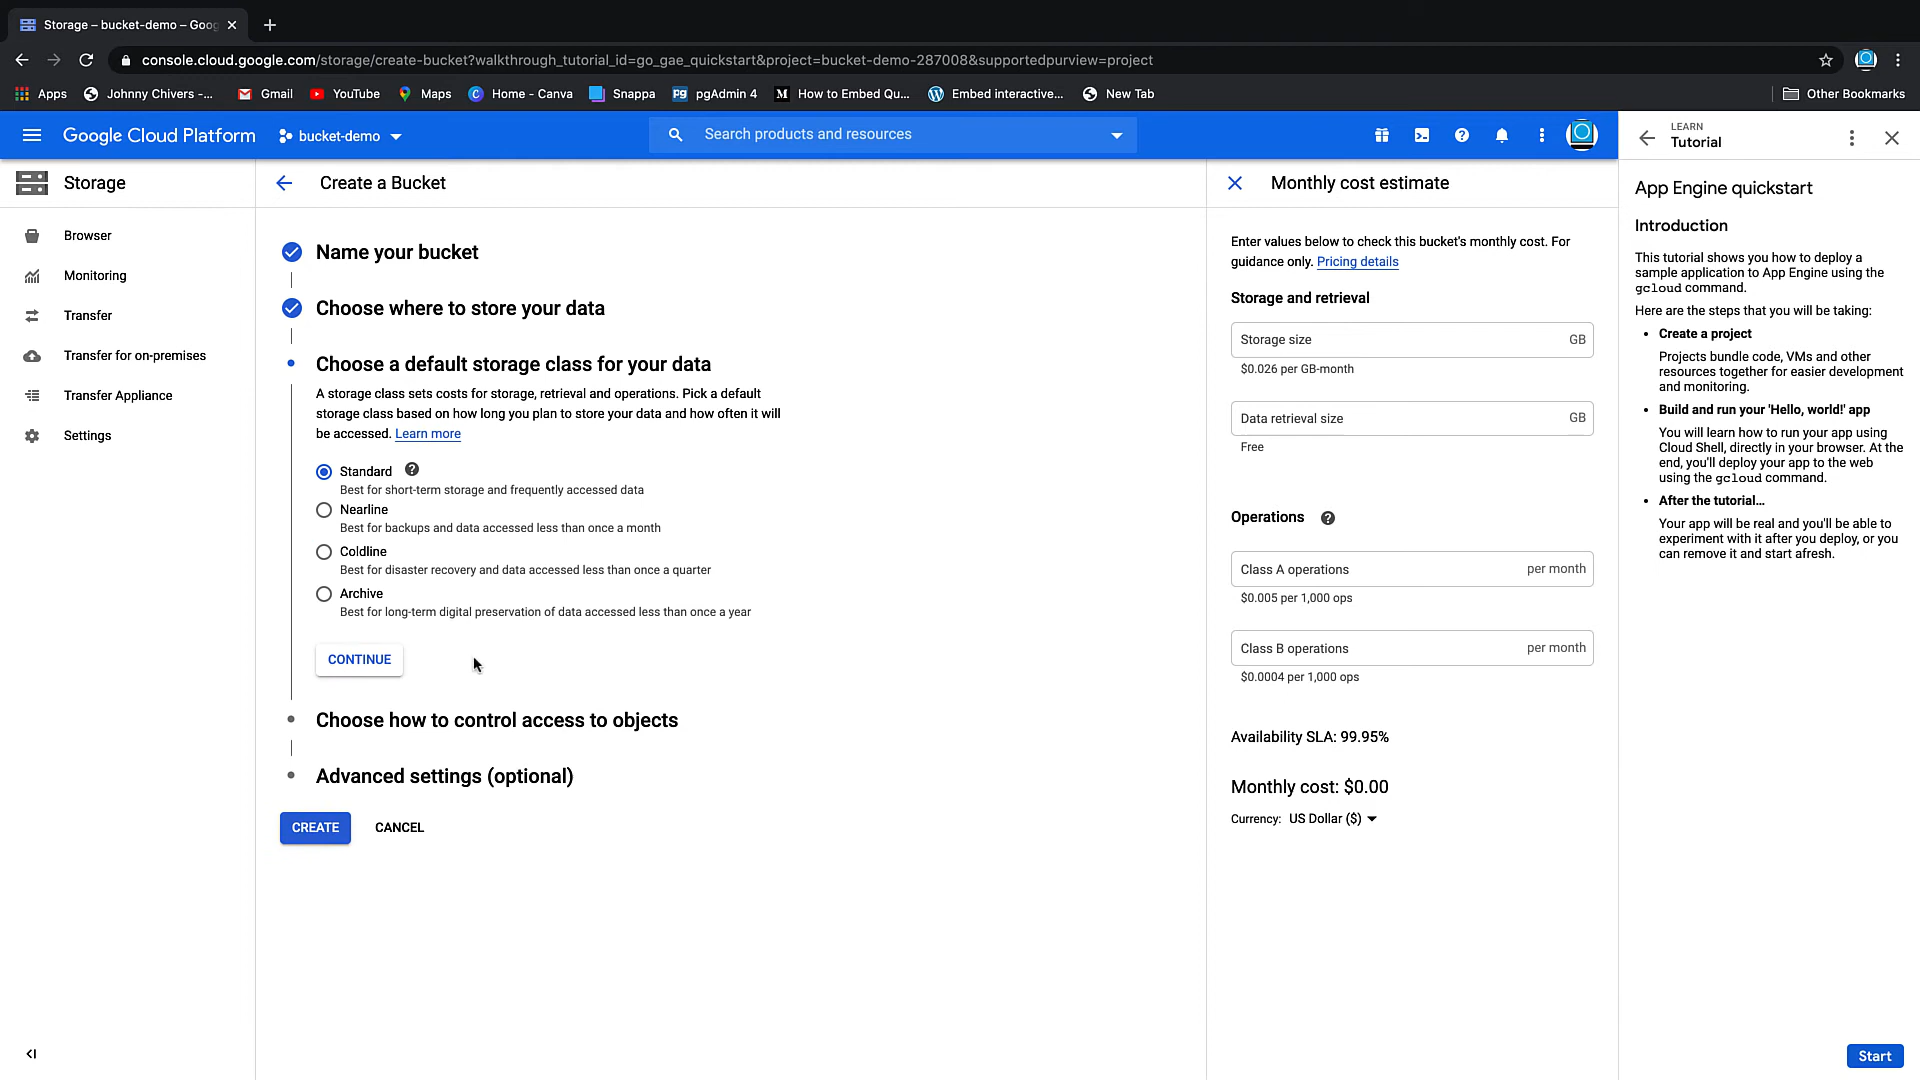 Storage – bucket-demo – Goog
console.cloud.google.com/storage/create-bucket?walkthrough_tutorial_id=go_gae_quickstart&project=bucket-demo-287008&supportedpurview=project
Apps
Johnny Chivers -...
Gmail
YouTube
Maps
Home - Canva
Snappa
pgAdmin 4
How to Embed Qu...
Embed interactive...
New Tab
Other Bookmarks
Google Cloud Platform
bucket-demo
Search products and resources
LEARN
Tutorial
Storage
Browser
Monitoring
Transfer
Transfer for on-premises
Transfer Appliance
Settings
Create a Bucket
Name your bucket
Choose where to store your data
Choose a default storage class for your data
A storage class sets costs for storage, retrieval and operations. Pick a default
storage class based on how long you plan to store your data and how often it will
be accessed. Learn more
Standard
Best for short-term storage and frequently accessed data
Nearline
Best for backups and data accessed less than once a month
Coldline
Best for disaster recovery and data accessed less than once a quarter
Archive
Best for long-term digital preservation of data accessed less than once a year
CONTINUE
Choose how to control access to objects
Advanced settings (optional)
CREATE
CANCEL
Monthly cost estimate
Enter values below to check this bucket's monthly cost. For
guidance only. Pricing details
Storage and retrieval
Storage size GB
$0.026 per GB-month
Data retrieval size GB
Free
Operations
Class A operations per month
$0.005 per 1,000 ops
Class B operations per month
$0.0004 per 1,000 ops
Availability SLA: 99.95%
Monthly cost: $0.00
Currency: US Dollar ($)
App Engine quickstart
Introduction
This tutorial shows you how to deploy a
sample application to App Engine using the
gcloud command.
Here are the steps that you will be taking:
• Create a project
Projects bundle code, VMs and other
resources together for easier development
and monitoring.
• Build and run your 'Hello, world!' app
You will learn how to run your app using
Cloud Shell, directly in your browser. At the
end, you'll deploy your app to the web
using the gcloud command.
• After the tutorial...
Your app will be real and you'll be able to
experiment with it after you deploy, or you
can remove it and start afresh.
Start